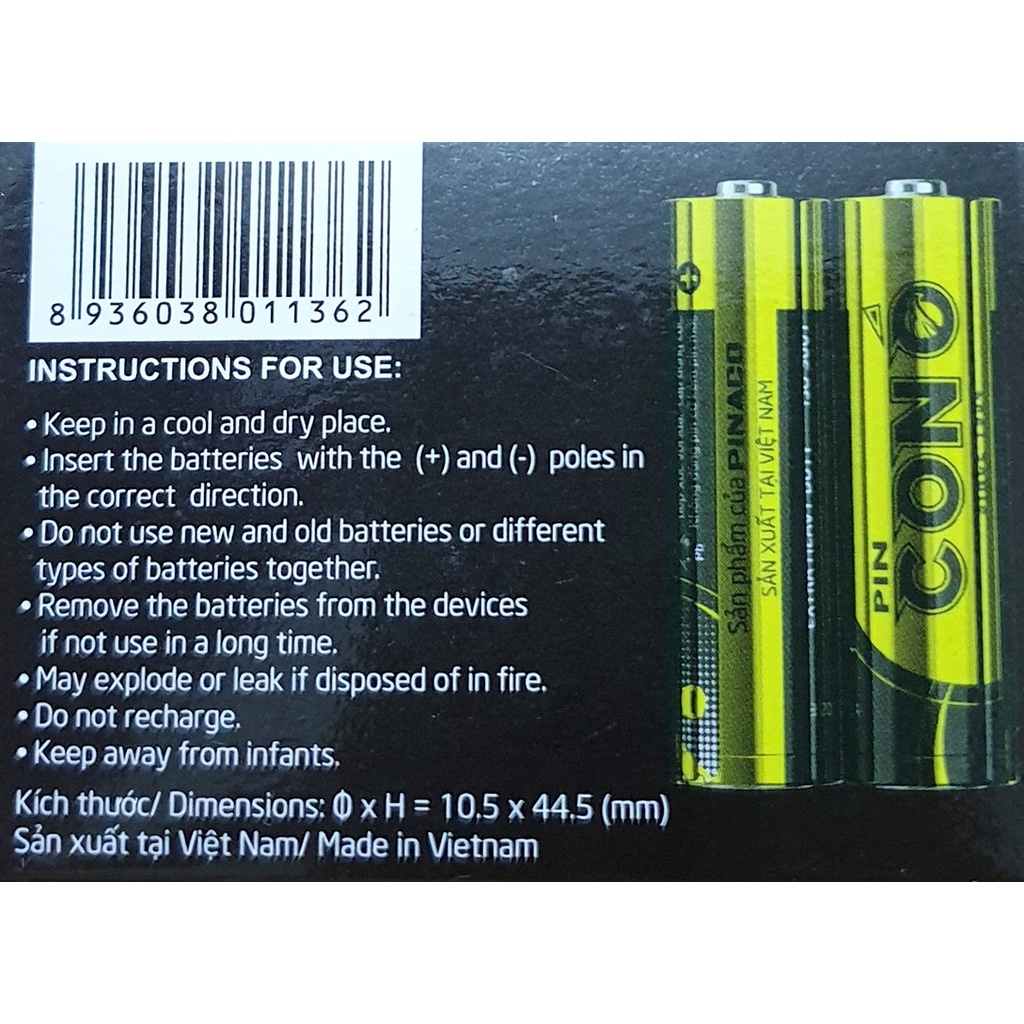 8 936038 011362
INSTRUCTIONS FOR USE:
• Keep in a cool and dry place.
• Insert the batteries with the (+) and (-) poles in
the correct direction.
• Do not use new and old batteries or different
types of batteries together.
• Remove the batteries from the devices
if not use in a long time.
• May explode or leak if disposed of in fire.
• Do not recharge.
• Keep away from infants.
Kích thước/ Dimensions: Φ x H = 10.5 x 44.5 (mm)
Sản xuất tại Việt Nam/ Made in Vietnam
Sản phẩm của PINACO
SẢN XUẤT TẠI VIỆT NAM
Pb
PIN
CON Ó